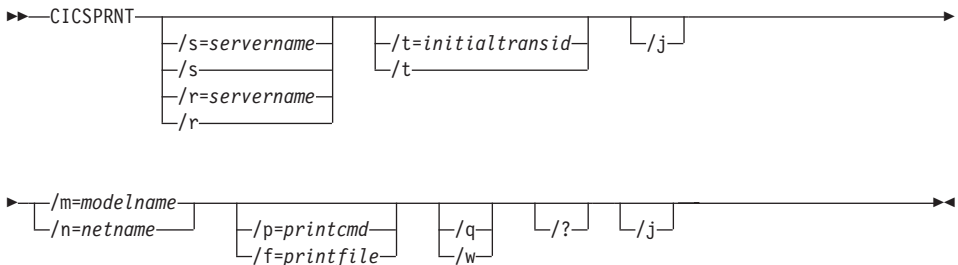 CICSPRNT
/s=servername /t=initialtransid /j
/s /t
/r=servername
/r
/m=modelname
/n=netname /p=printcmd /q /? /j
/f=printfile /w